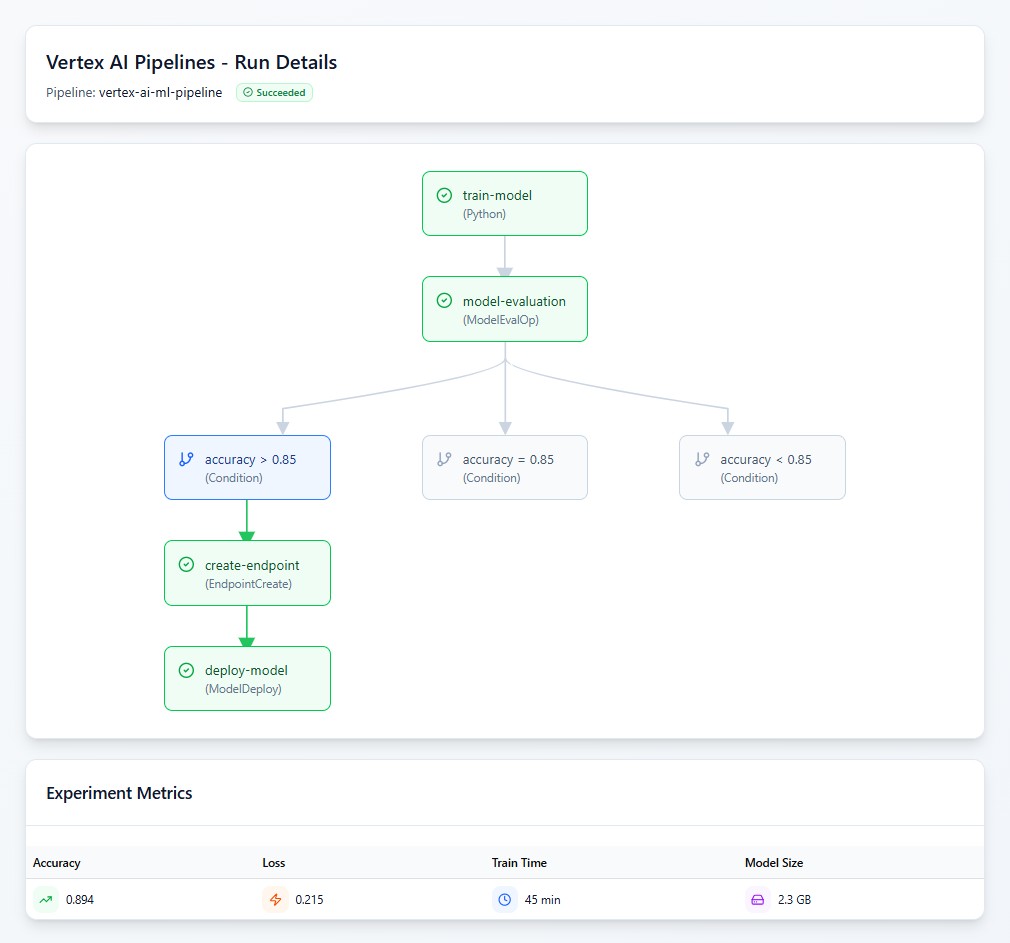 Vertex AI Pipelines - Run Details
Pipeline: vertex-ai-ml-pipeline Succeeded
train-model
(Python)
model-evaluation
(ModelEvalOp)
accuracy > 0.85
(Condition)
accuracy = 0.85
(Condition)
accuracy < 0.85
(Condition)
create-endpoint
(EndpointCreate)
deploy-model
(ModelDeploy)
Experiment Metrics
Accuracy Loss Train Time Model Size
0.894 0.215 45 min 2.3 GB